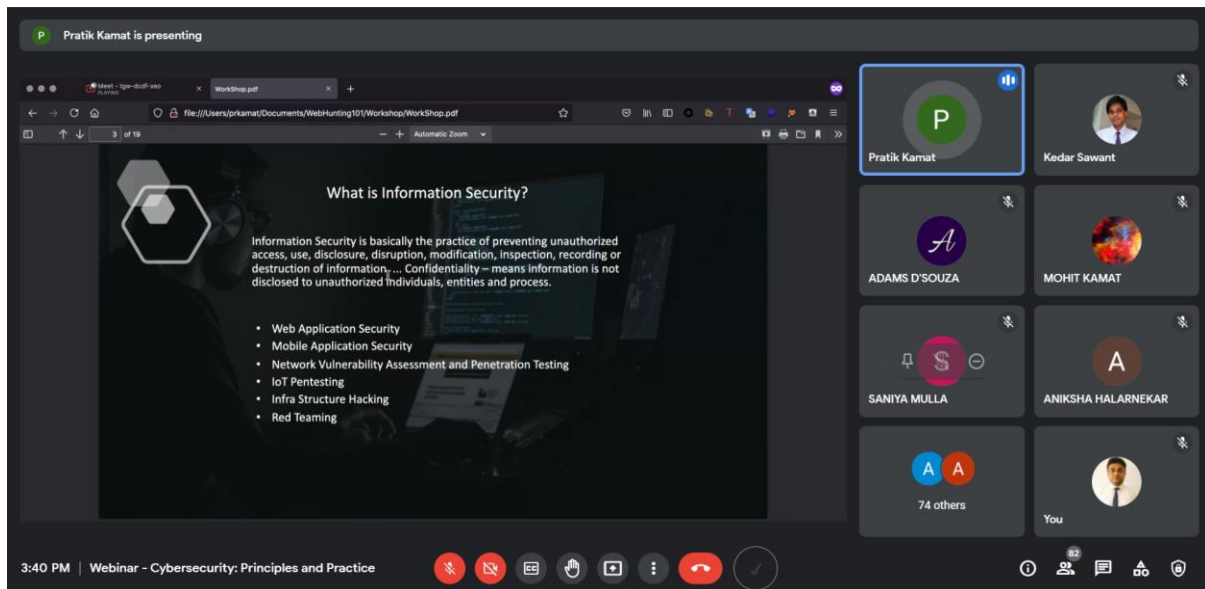 P Pratik Kamat is presenting
Meet - tgw-dcdf-xeo
PLAYING
WorkShop.pdf
file:///Users/prkamat/Documents/WebHunting101/Workshop/WorkShop.pdf
3 of 19
Automatic Zoom
What is Information Security?
Information Security is basically the practice of preventing unauthorized
access, use, disclosure, disruption, modification, inspection, recording or
destruction of information. ... Confidentiality – means information is not
disclosed to unauthorized individuals, entities and process.
• Web Application Security
• Mobile Application Security
• Network Vulnerability Assessment and Penetration Testing
• IoT Pentesting
• Infra Structure Hacking
• Red Teaming
P
Pratik Kamat
Kedar Sawant
A
ADAMS D'SOUZA
MOHIT KAMAT
S
SANIYA MULLA
A
ANIKSHA HALARNEKAR
A A
74 others
You
3:40 PM | Webinar - Cybersecurity: Principles and Practice
CC
82